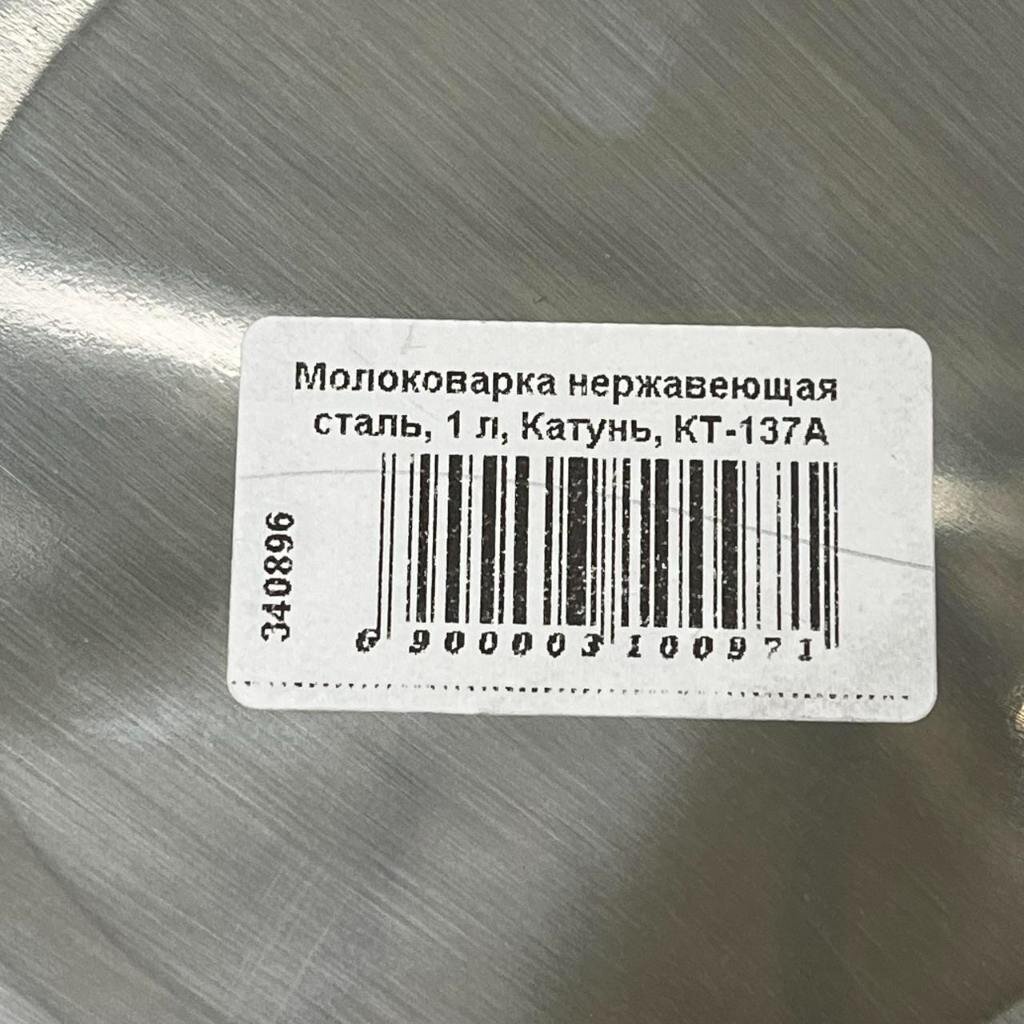 Молоковарка нержавеющая
сталь, 1 л, Катунь, КТ-137А
340896
6 900003 100971